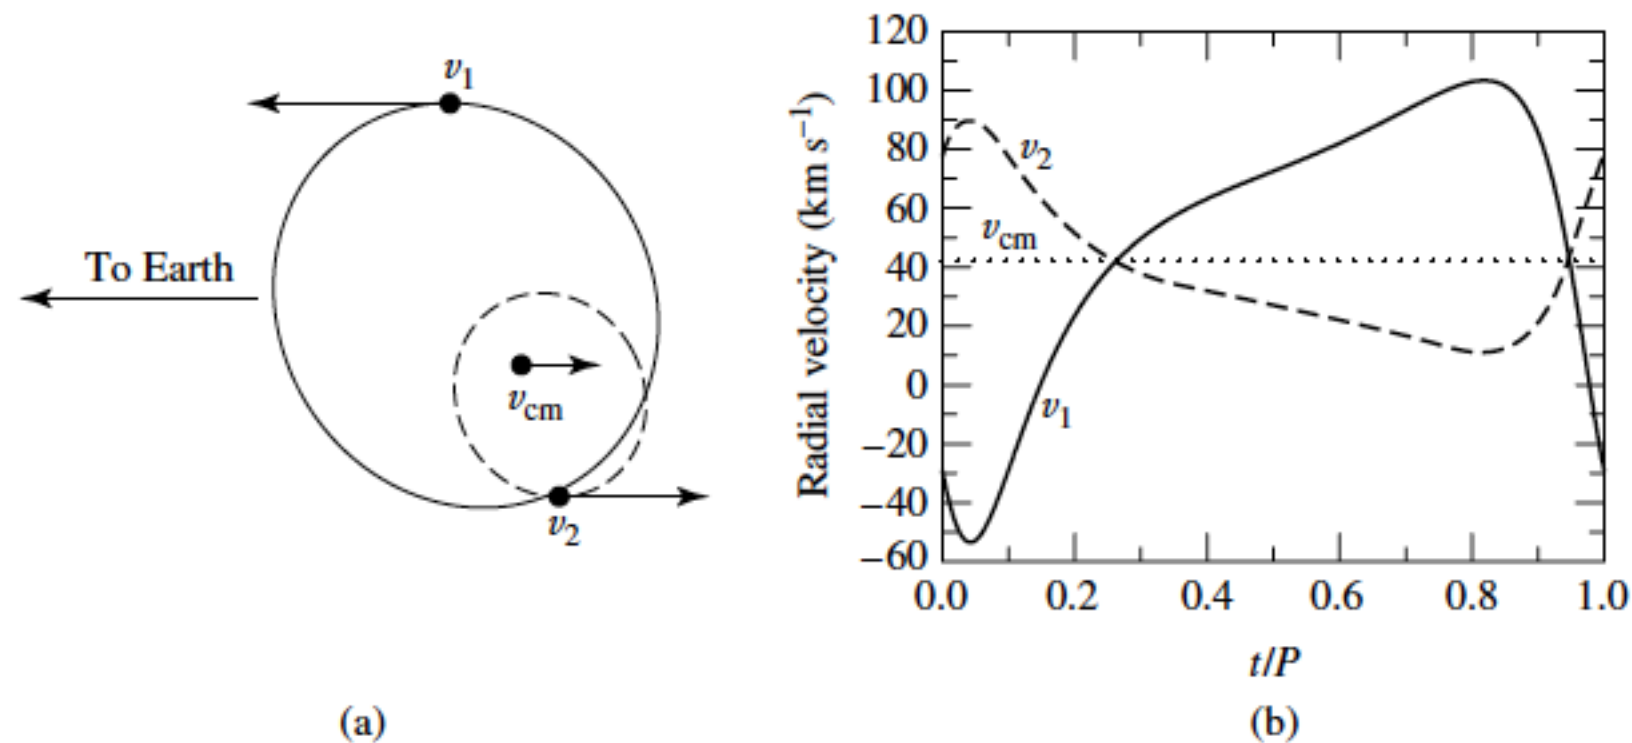 v1
To Earth
vcm
v2
(a)
Radial velocity (km s−1)
120
100
80
60
40
20
0
−20
−40
−60
v2
vcm
v1
0.0 0.2 0.4 0.6 0.8 1.0
t/P
(b)